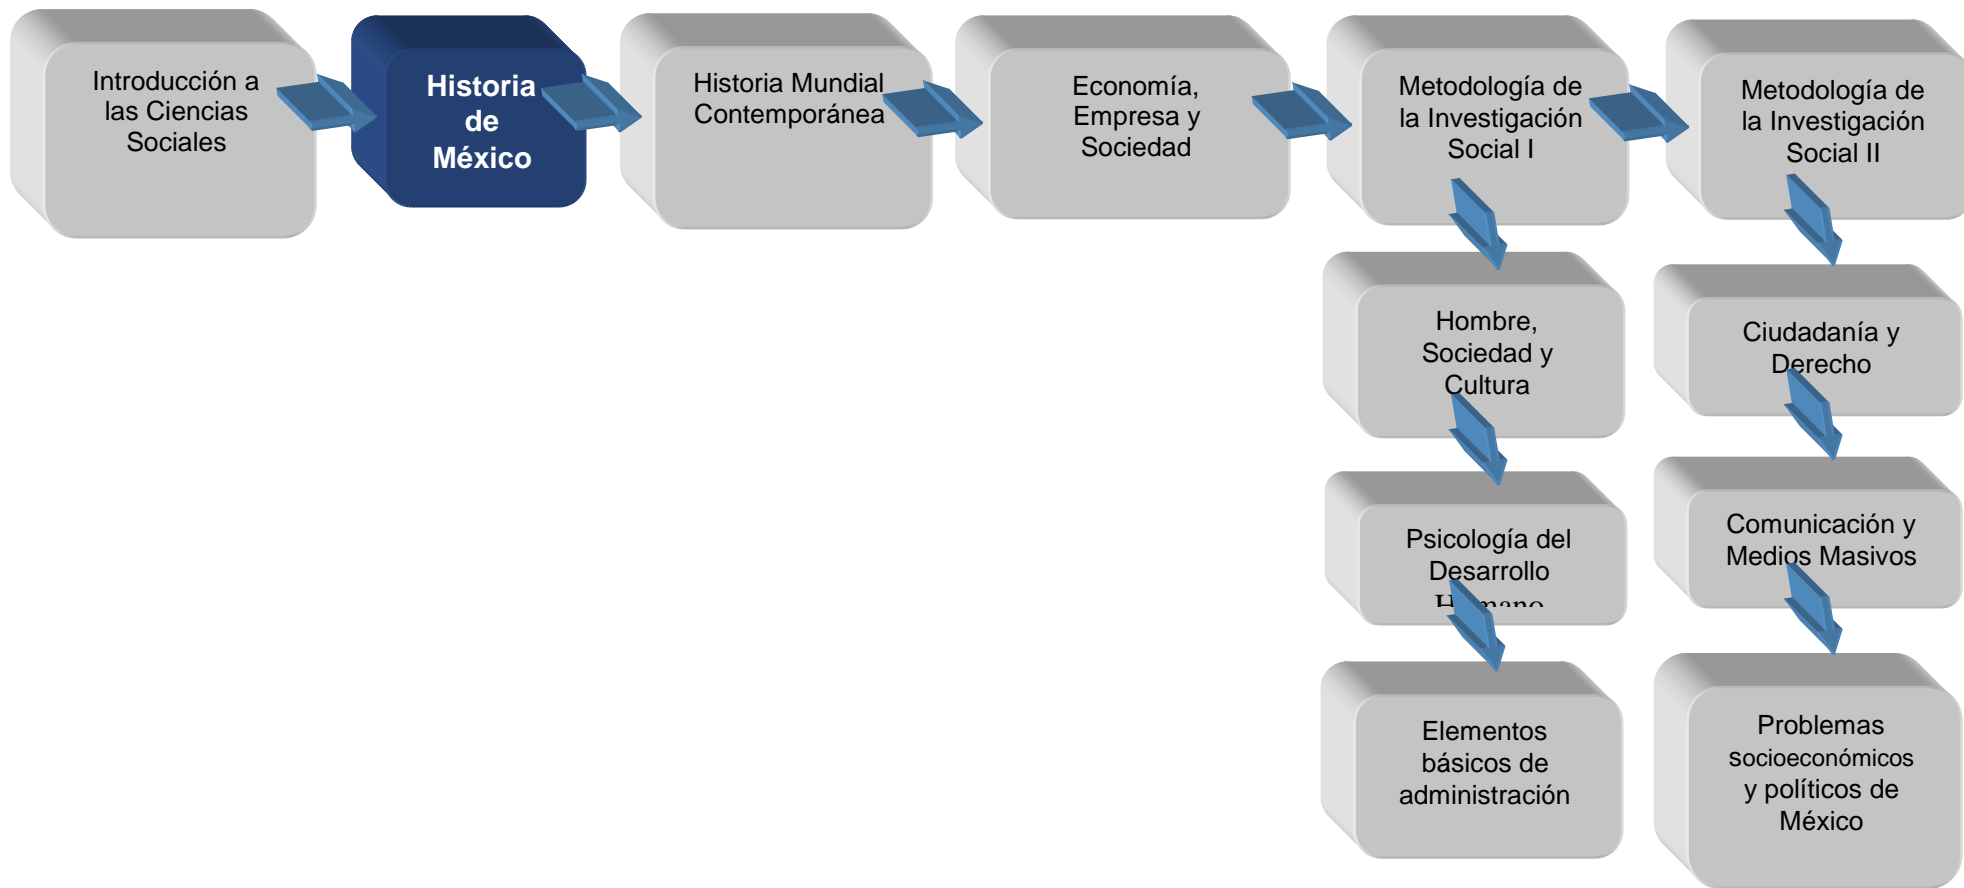 Introducción a
las Ciencias
Sociales
Historia
de
México
Historia Mundial
Contemporánea
Economía,
Empresa y
Sociedad
Metodología de
la Investigación
Social I
Metodología de
la Investigación
Social II
Hombre,
Sociedad y
Cultura
Ciudadanía y
Derecho
Psicología del
Desarrollo
Humano
Comunicación y
Medios Masivos
Elementos
básicos de
administración
Problemas
socioeconómicos
y políticos de
México